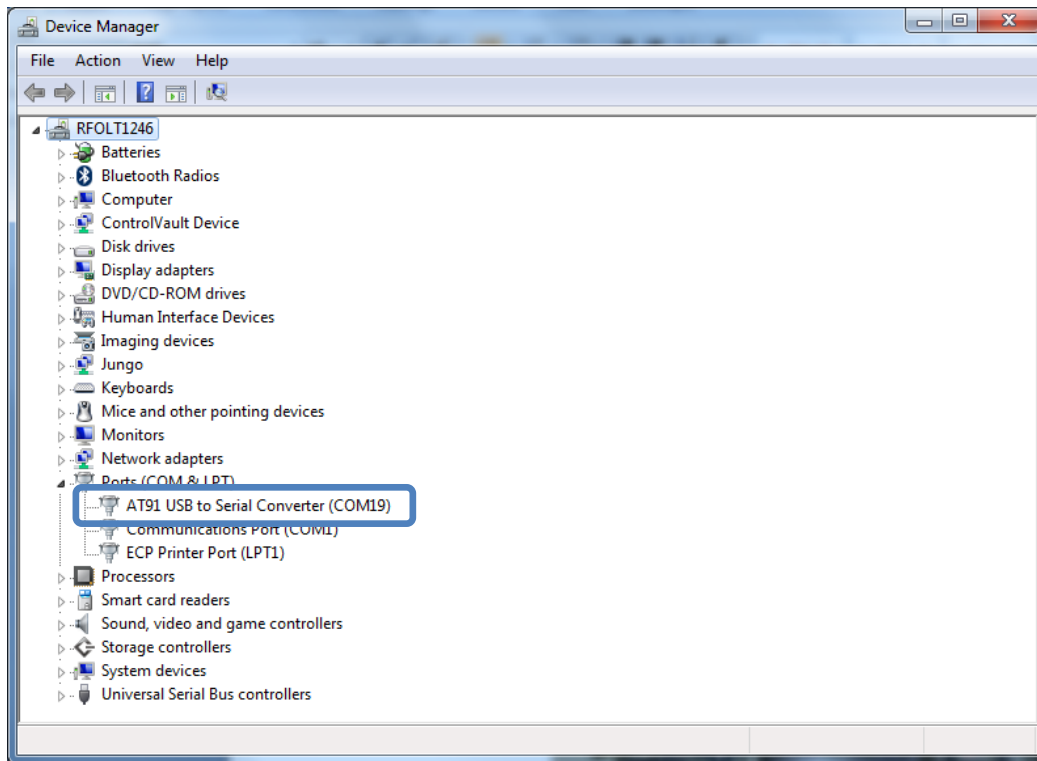 Device Manager
File Action View Help
RFOLT1246
Batteries
Bluetooth Radios
Computer
ControlVault Device
Disk drives
Display adapters
DVD/CD-ROM drives
Human Interface Devices
Imaging devices
Jungo
Keyboards
Mice and other pointing devices
Monitors
Network adapters
Ports (COM & LPT)
AT91 USB to Serial Converter (COM19)
Communications Port (COM1)
ECP Printer Port (LPT1)
Processors
Smart card readers
Sound, video and game controllers
Storage controllers
System devices
Universal Serial Bus controllers